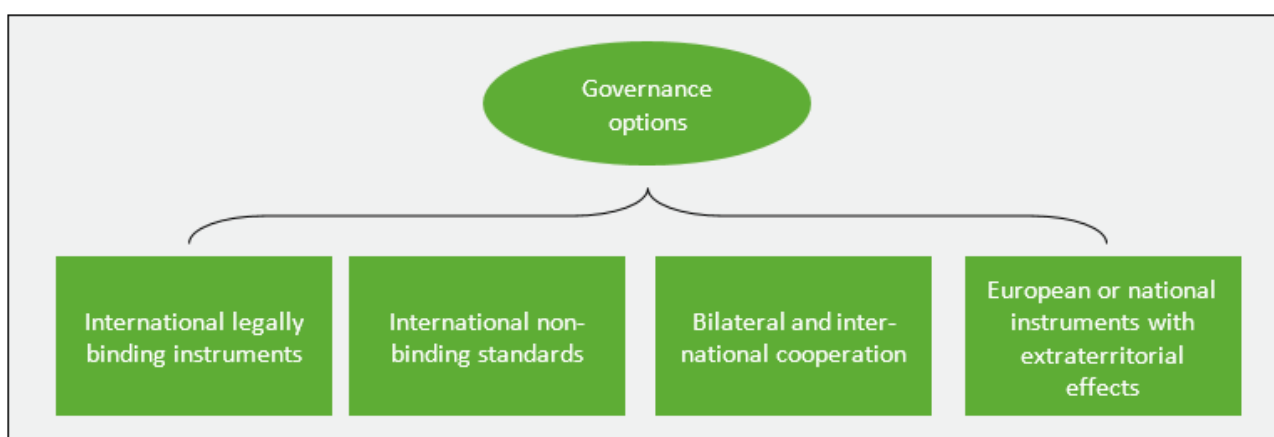 Governance
options
International legally
binding instruments
International non-
binding standards
Bilateral and inter-
national cooperation
European or national
instruments with
extraterritorial
effects